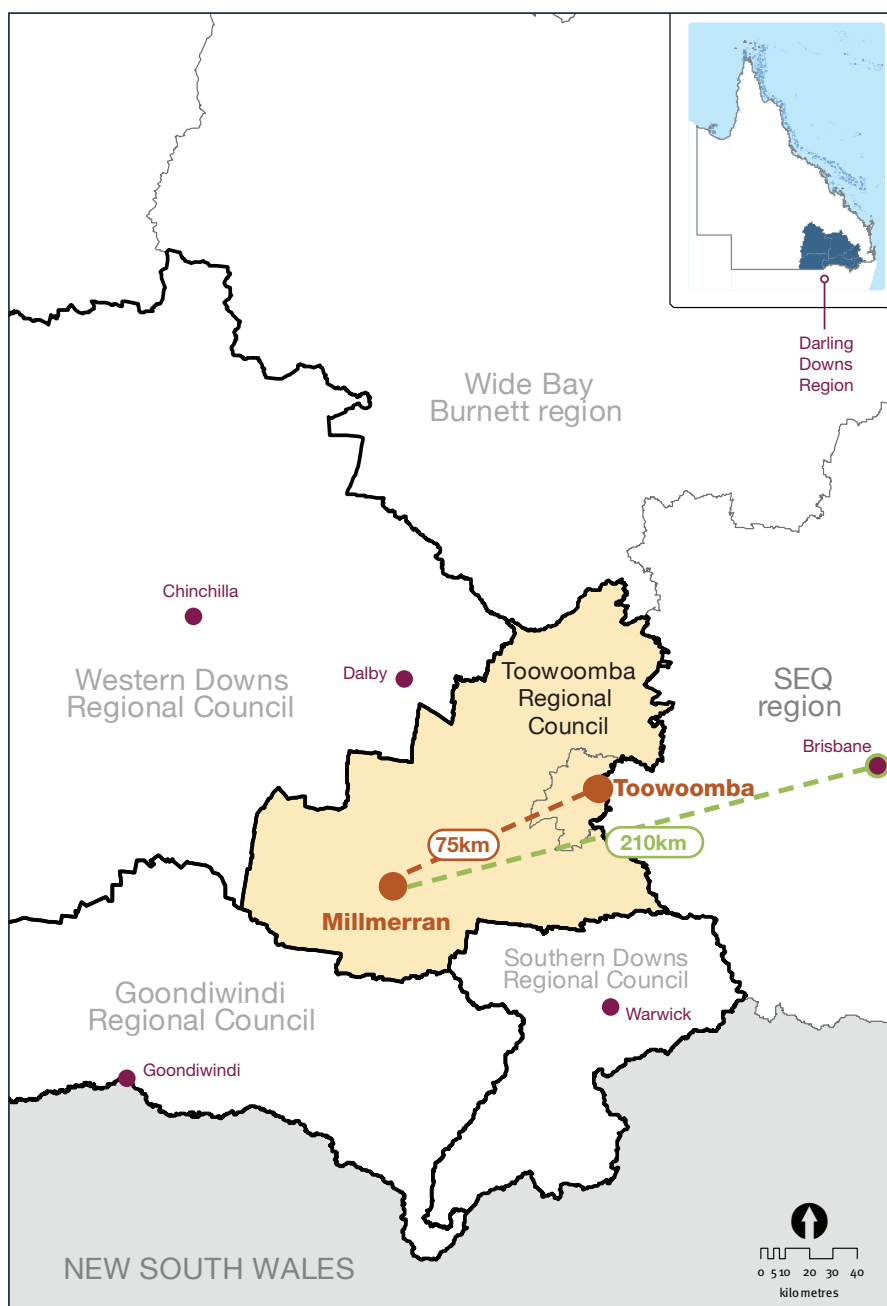 Darling
Downs
Region
Wide Bay
Burnett region
Chinchilla
Western Downs
Regional Council
Dalby
Toowoomba
Regional
Council
SEQ
region
Brisbane
Toowoomba
75km
210km
Millmerran
Southern Downs
Regional Council
Warwick
Goondiwindi
Regional Council
Goondiwindi
NEW SOUTH WALES
0 5 10 20 30 40
kilometres